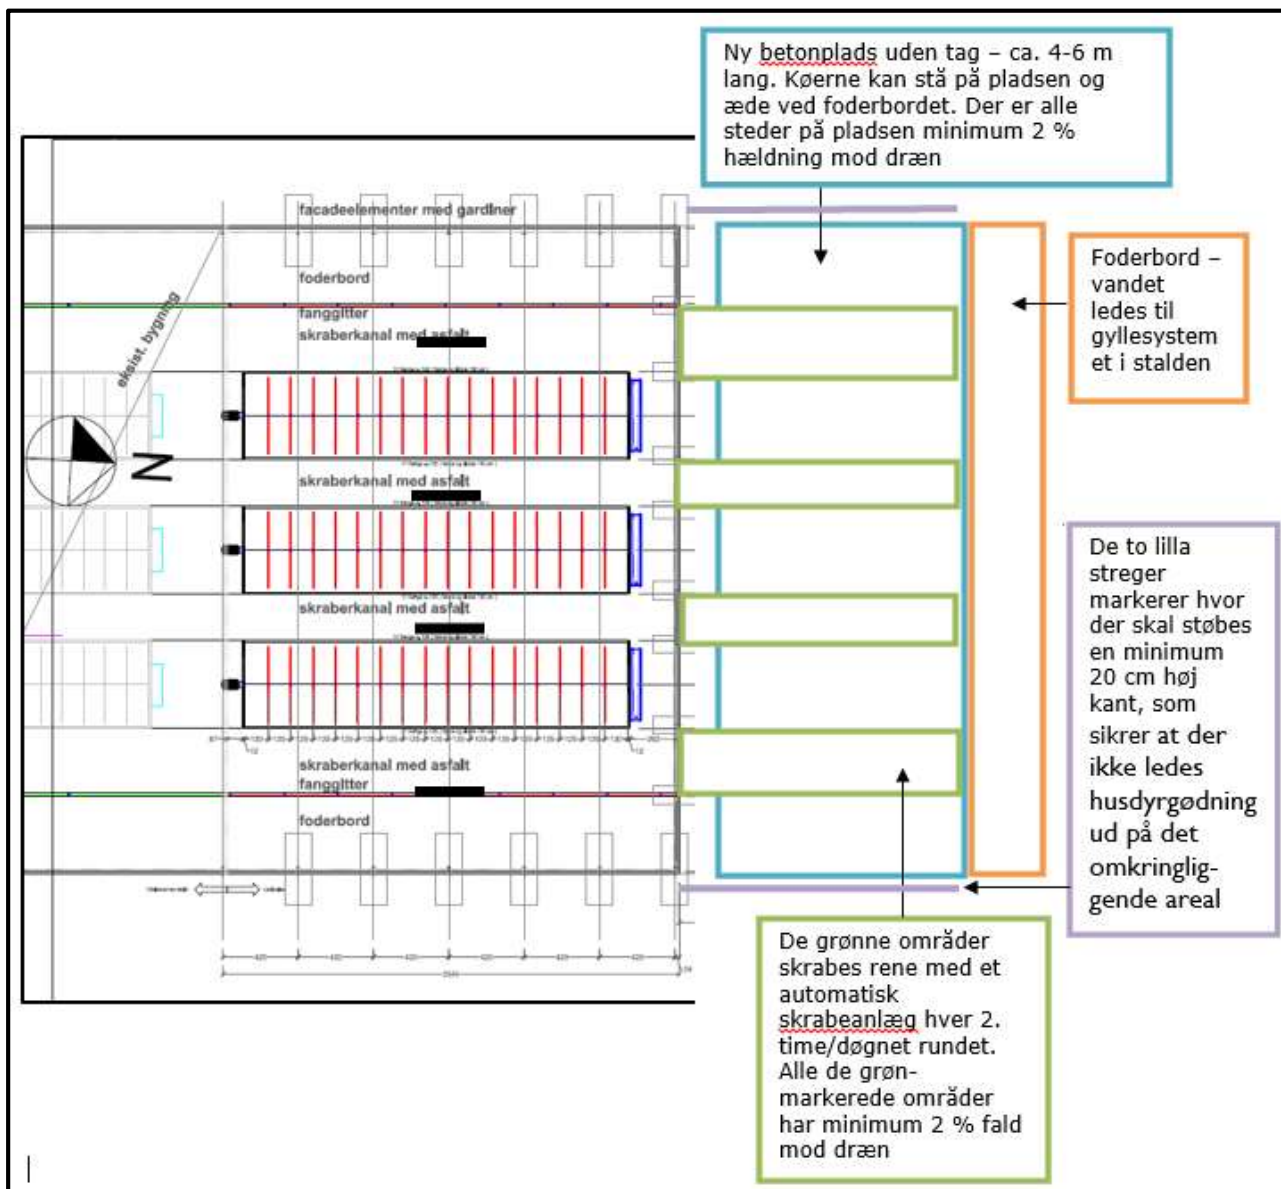 Ny betonplads uden tag – ca. 4-6 m
lang. Køerne kan stå på pladsen og
æde ved foderbordet. Der er alle
steder på pladsen minimum 2 %
hældning mod dræn
facadeelementer med gardiner
foderbord
fanggitter
skraberkanal med asfalt
eksist. bygning
N
skraberkanal med asfalt
skraberkanal med asfalt
skraberkanal med asfalt
fanggitter
foderbord
Foderbord –
vandet
ledes til
gyllesystem
et i stalden
De to lilla
streger
markerer hvor
der skal støbes
en minimum
20 cm høj
kant, som
sikrer at der
ikke ledes
husdyrgødning
ud på det
omkringlig-
gende areal
De grønne områder
skrabes rene med et
automatisk
skrabeanlæg hver 2.
time/døgnet rundet.
Alle de grøn-
markerede områder
har minimum 2 % fald
mod dræn